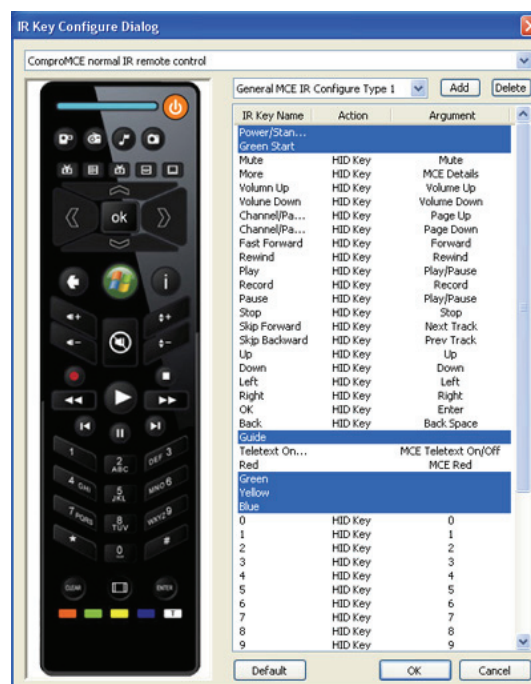 IR Key Configure Dialog
ComproMCE normal IR remote control
General MCE IR Configure Type 1 Add Delete
IR Key Name Action Argument
Power/Stan...
Green Start
Mute HID Key Mute
More HID Key MCE Details
Volumn Up HID Key Volume Up
Volune Down HID Key Volume Down
Channel/Pa... HID Key Page Up
Channel/Pa... HID Key Page Down
Fast Forward HID Key Forward
Rewind HID Key Rewind
Play HID Key Play/Pause
Record HID Key Record
Pause HID Key Play/Pause
Stop HID Key Stop
Skip Forward HID Key Next Track
Skjp Backward HID Key Prev Track
Up HID Key Up
Down HID Key Down
Left HID Key Left
Right HID Key Right
OK HID Key Enter
Back HID Key Back Space
Guide
Teletext On... MCE Teletext On/Off
Red MCE Red
Green
Yellow
Blue
0 HID Key 0
1 HID Key 1
2 HID Key 2
3 HID Key 3
4 HID Key 4
5 HID Key 5
6 HID Key 6
7 HID Key 7
8 HID Key 8
9 HID Key 9
Default OK Cancel
ok
i
1 2 ABC DEF 3
4 GHI 5 JKL MNO 6
7 PQRS 8 TUV WXYZ 9
* 0 #
CLEAR ENTER
T